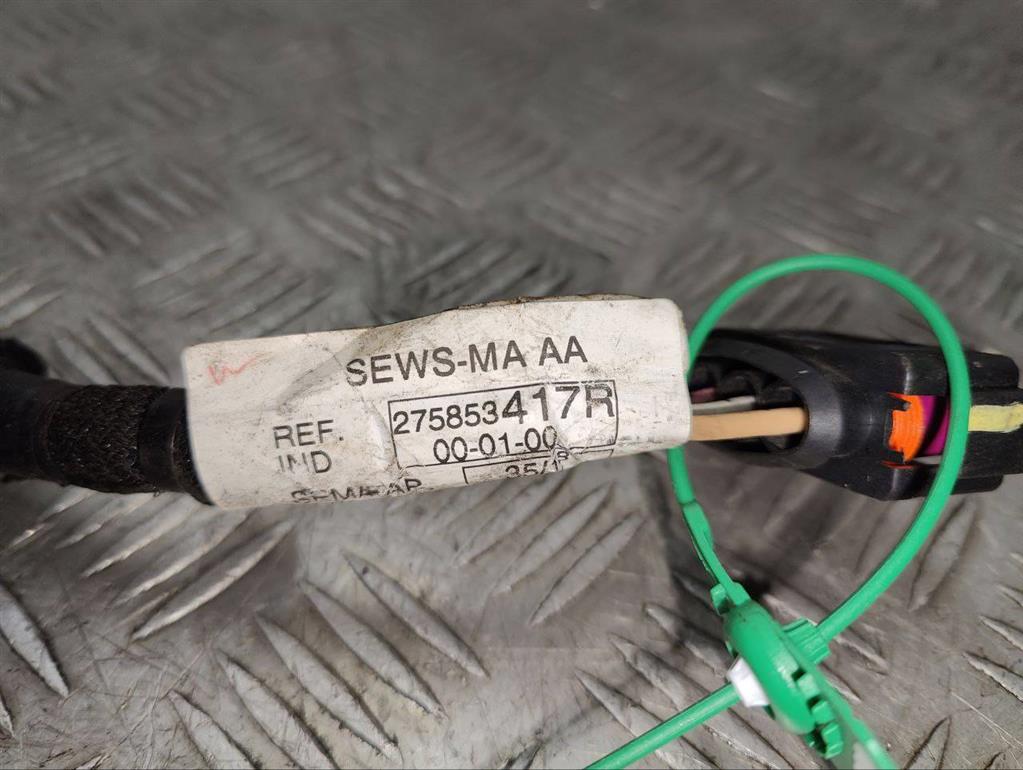 SEWS-MA AA
REF. 275853417R
IND 00-01-00